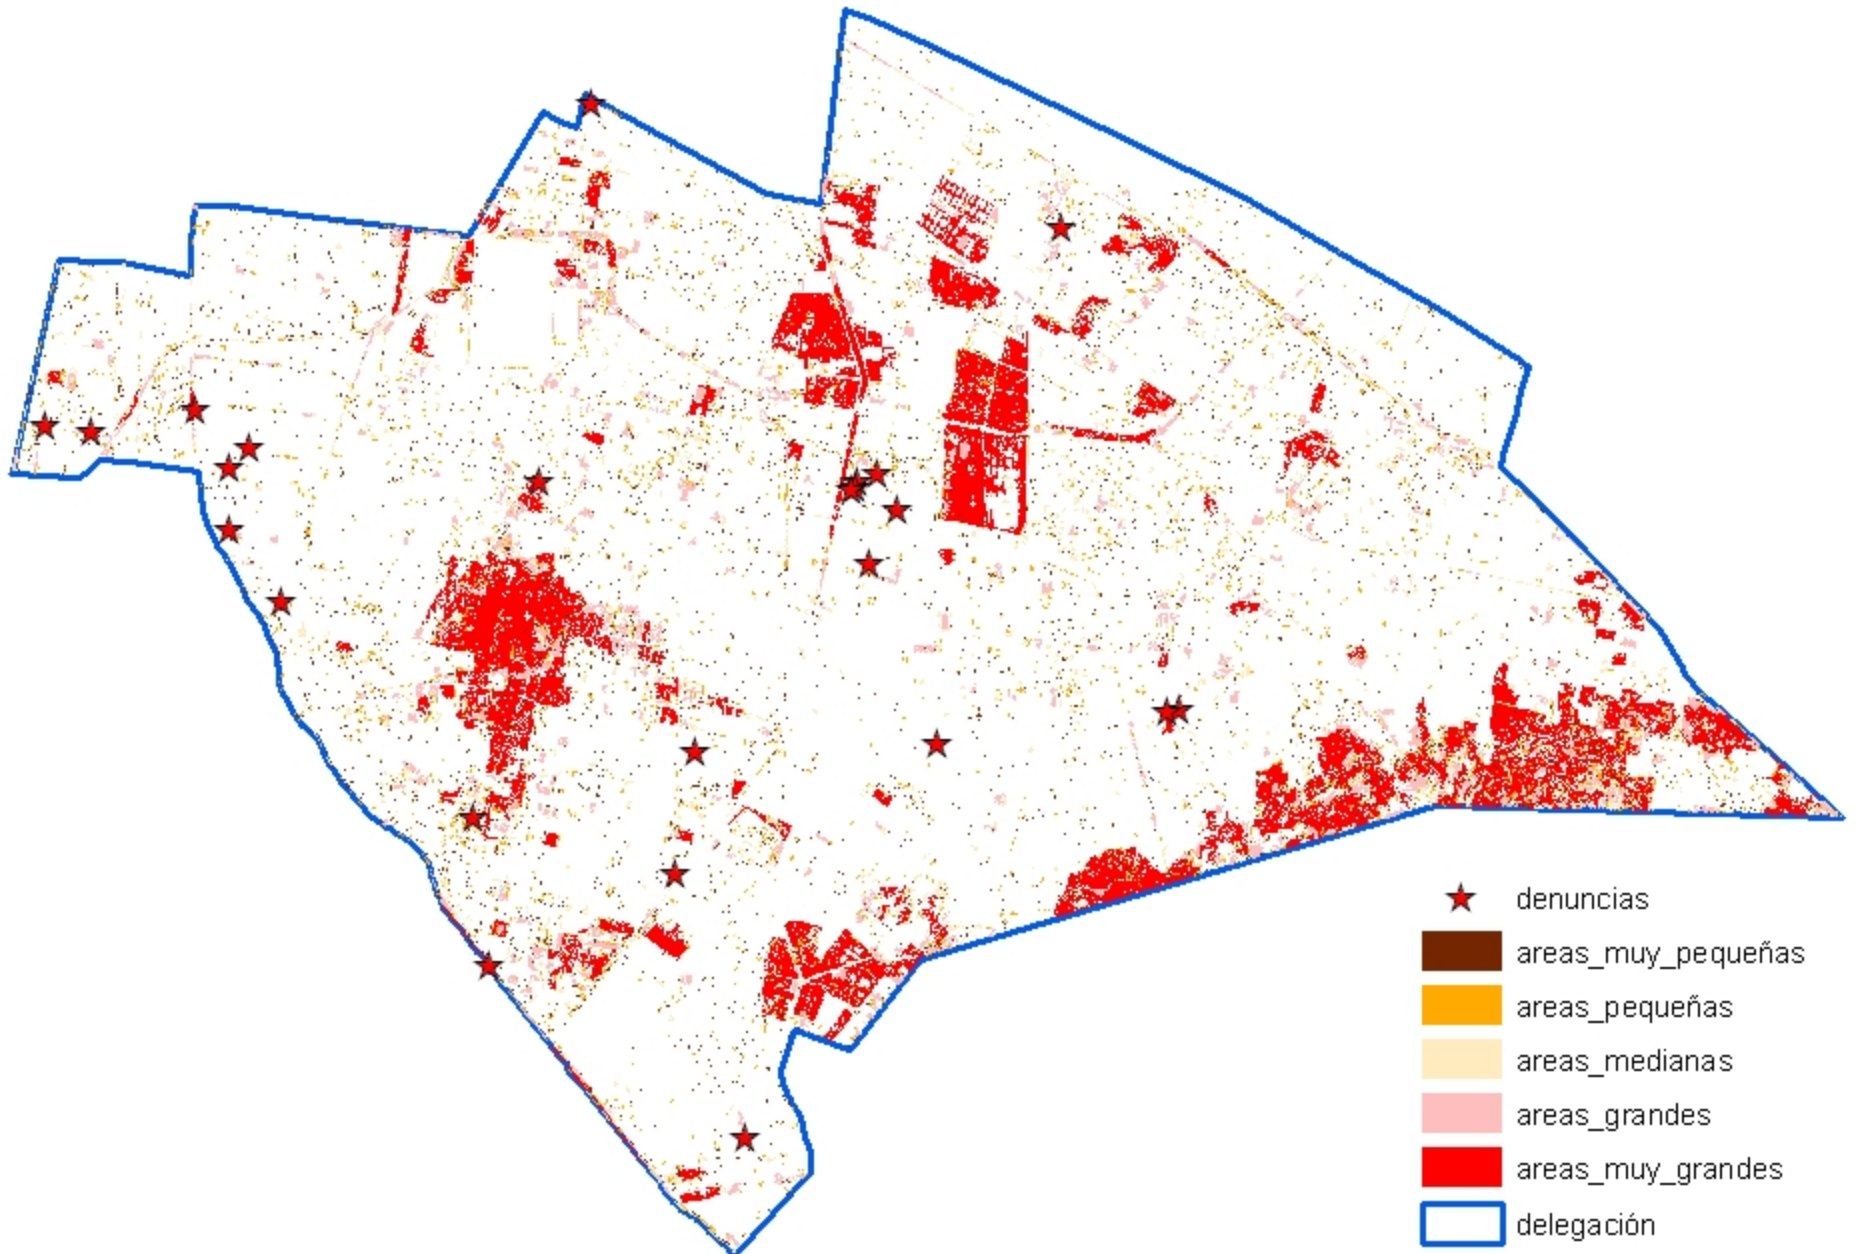 denuncias
areas_muy_pequeñas
areas_pequeñas
areas_medianas
areas_grandes
areas_muy_grandes
delegación